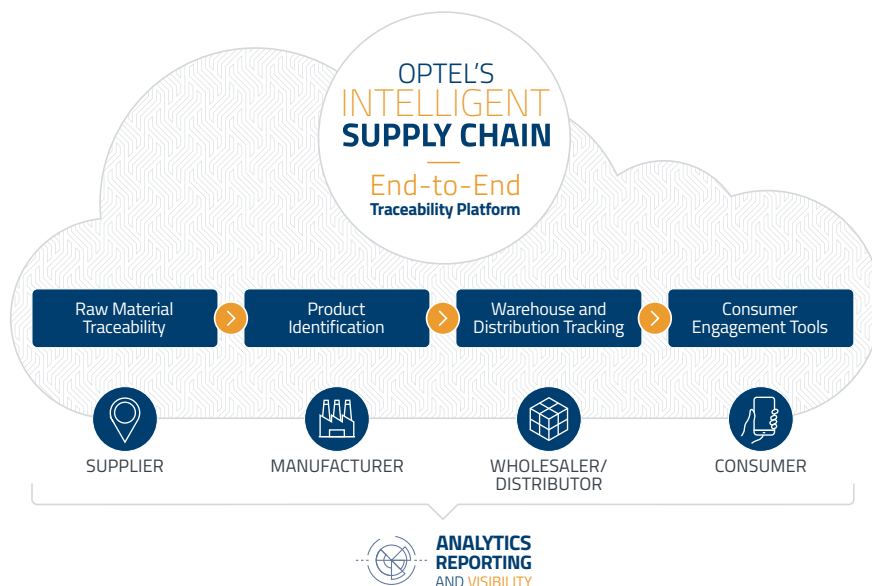 OPTEL'S
INTELLIGENT
SUPPLY CHAIN
End-to-End
Traceability Platform
Raw Material
Traceability
Product
Identification
Warehouse and
Distribution Tracking
Consumer
Engagement Tools
SUPPLIER
MANUFACTURER
WHOLESALER/
DISTRIBUTOR
CONSUMER
ANALYTICS
REPORTING
AND VISIBILITY